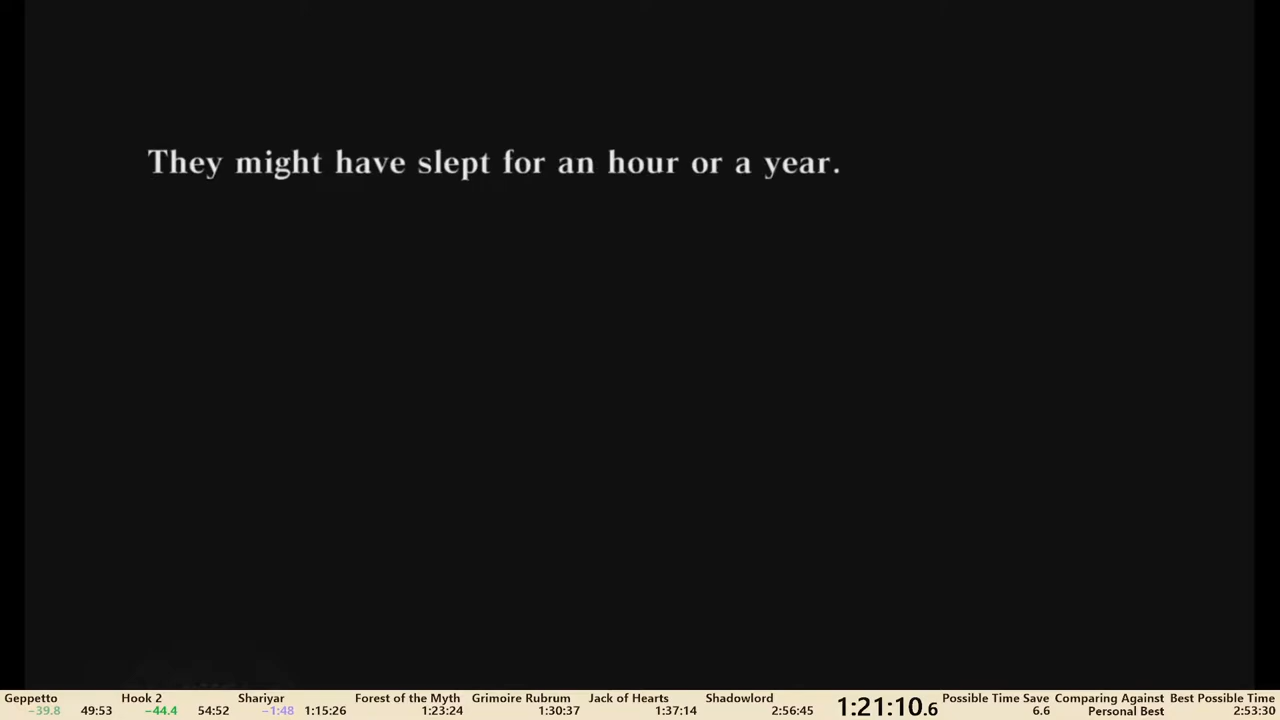 They might have slept for an hour or a year.
Geppetto Hook 2 Shariyar Forest of the Myth Grimoire Rubrum Jack of Hearts Shadowlord 1:21:10.6 Possible Time Save Comparing Against Best Possible Time
-39.8 49:53 -44.4 54:52 -1:48 1:15:26 1:23:24 1:30:37 1:37:14 2:56:45 6.6 Personal Best 2:53:30